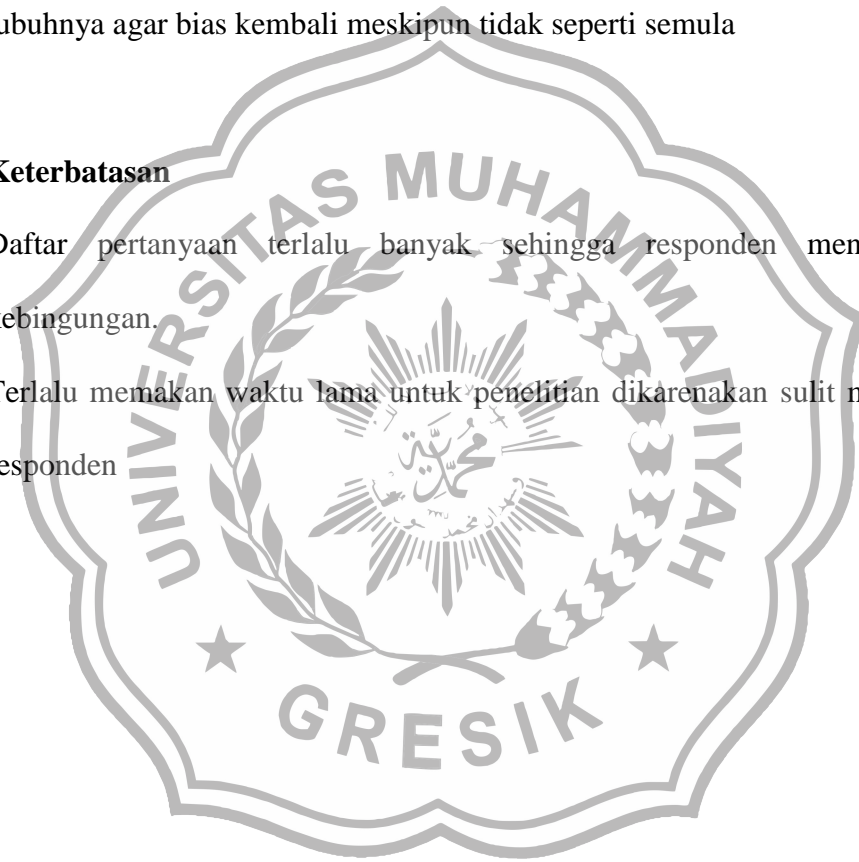 ubuhnya agar bias kembali meskipun tidak seperti semula
Keterbatasan
Daftar pertanyaan terlalu banyak sehingga responden men
kebingungan.
Terlalu memakan waktu lama untuk penelitian dikarenakan sulit m
responden
UNIVERSITAS MUHAMMADIYAH
GRESIK